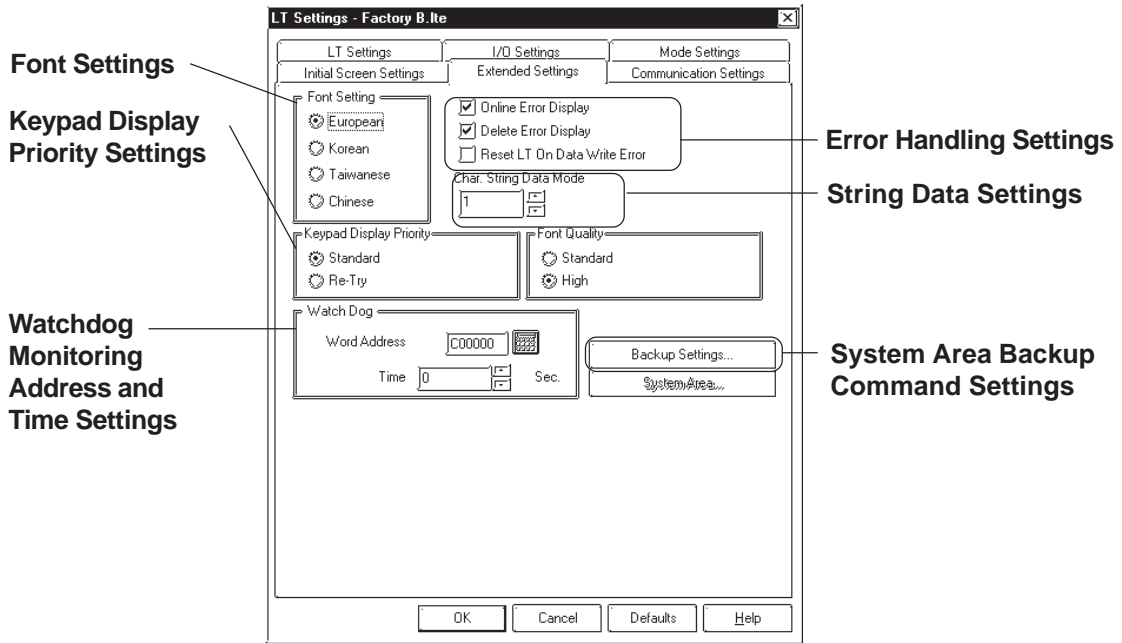 LT Settings - Factory B.lte
LT Settings
I/O Settings
Mode Settings
Initial Screen Settings
Extended Settings
Communication Settings
Font Settings
Keypad Display
Priority Settings
Font Setting
European
Korean
Taiwanese
Chinese
Online Error Display
Delete Error Display
Reset LT On Data Write Error
Error Handling Settings
Char. String Data Mode
1
String Data Settings
Keypad Display Priority
Standard
Re-Try
Font Quality
Standard
High
Watchdog
Monitoring
Address and
Time Settings
Watch Dog
Word Address
C00000
Time
0
Sec.
Backup Settings...
System Area...
System Area Backup
Command Settings
OK
Cancel
Defaults
Help